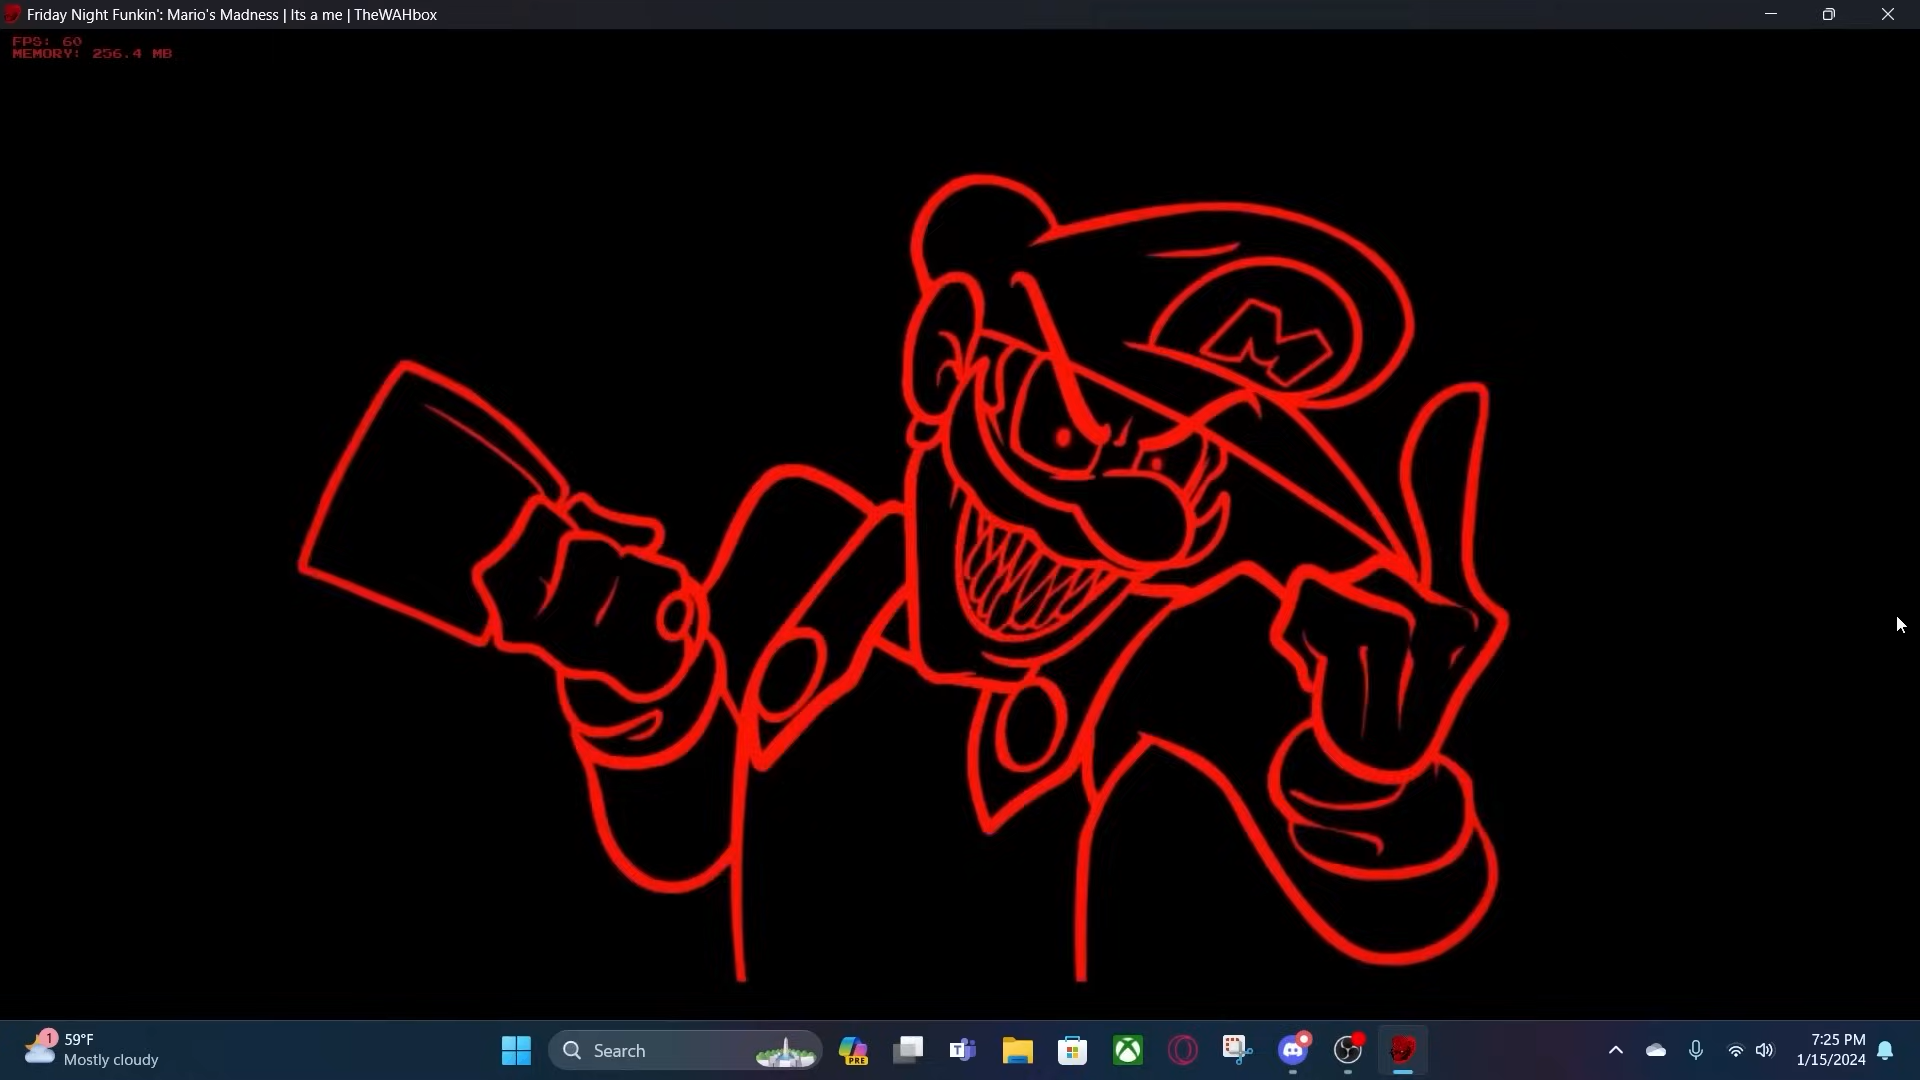 Friday Night Funkin': Mario's Madness | Its a me | TheWAHbox
FPS: 60
MEMORY: 256.4 MB
M
1
59°F
Mostly cloudy
Search
PRE
T
7:25 PM
1/15/2024